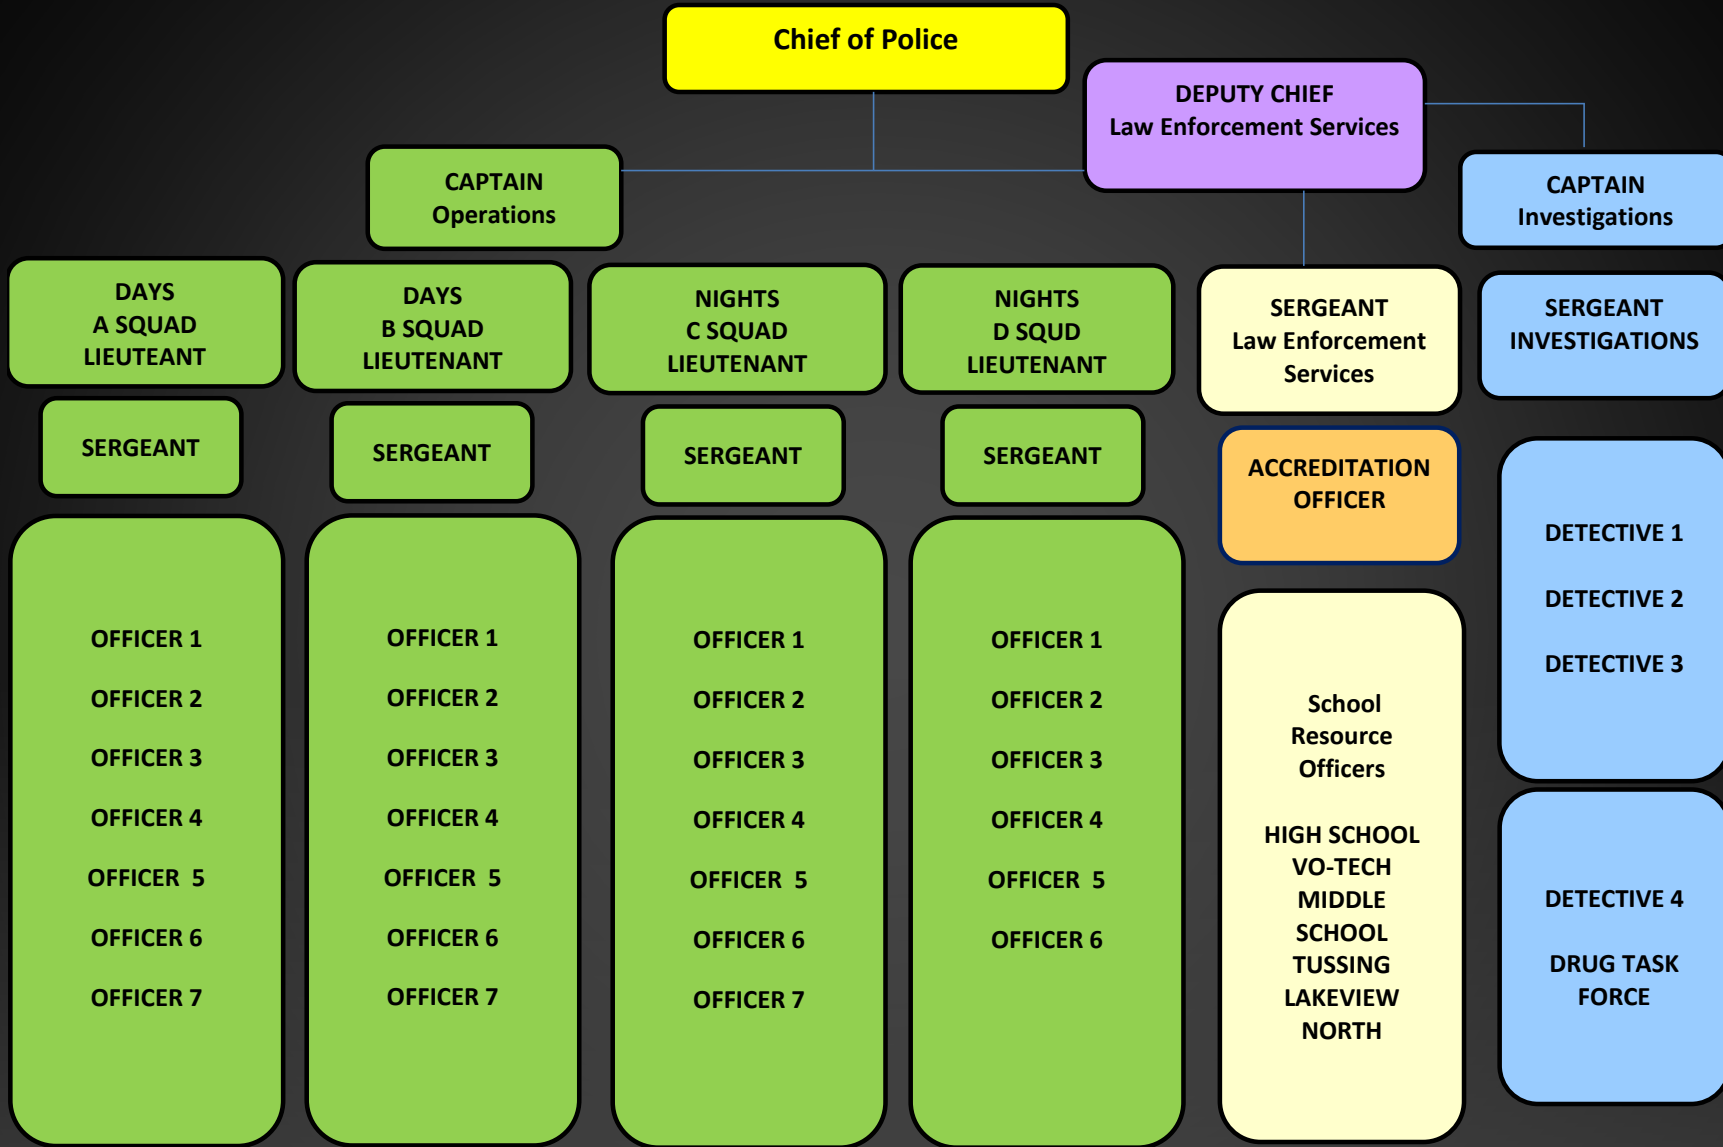 Chief of Police
DEPUTY CHIEF
Law Enforcement Services
CAPTAIN
Operations
CAPTAIN
Investigations
DAYS
A SQUAD
LIEUTEANT
DAYS
B SQUAD
LIEUTENANT
NIGHTS
C SQUAD
LIEUTENANT
NIGHTS
D SQUD
LIEUTENANT
SERGEANT
Law Enforcement
Services
SERGEANT
INVESTIGATIONS
SERGEANT
SERGEANT
SERGEANT
SERGEANT
ACCREDITATION
OFFICER
OFFICER 1
OFFICER 2
OFFICER 3
OFFICER 4
OFFICER 5
OFFICER 6
OFFICER 7
OFFICER 1
OFFICER 2
OFFICER 3
OFFICER 4
OFFICER 5
OFFICER 6
OFFICER 7
OFFICER 1
OFFICER 2
OFFICER 3
OFFICER 4
OFFICER 5
OFFICER 6
OFFICER 7
OFFICER 1
OFFICER 2
OFFICER 3
OFFICER 4
OFFICER 5
OFFICER 6
School
Resource
Officers
HIGH SCHOOL
VO-TECH
MIDDLE
SCHOOL
TUSSING
LAKEVIEW
NORTH
DETECTIVE 1
DETECTIVE 2
DETECTIVE 3
DETECTIVE 4
DRUG TASK
FORCE